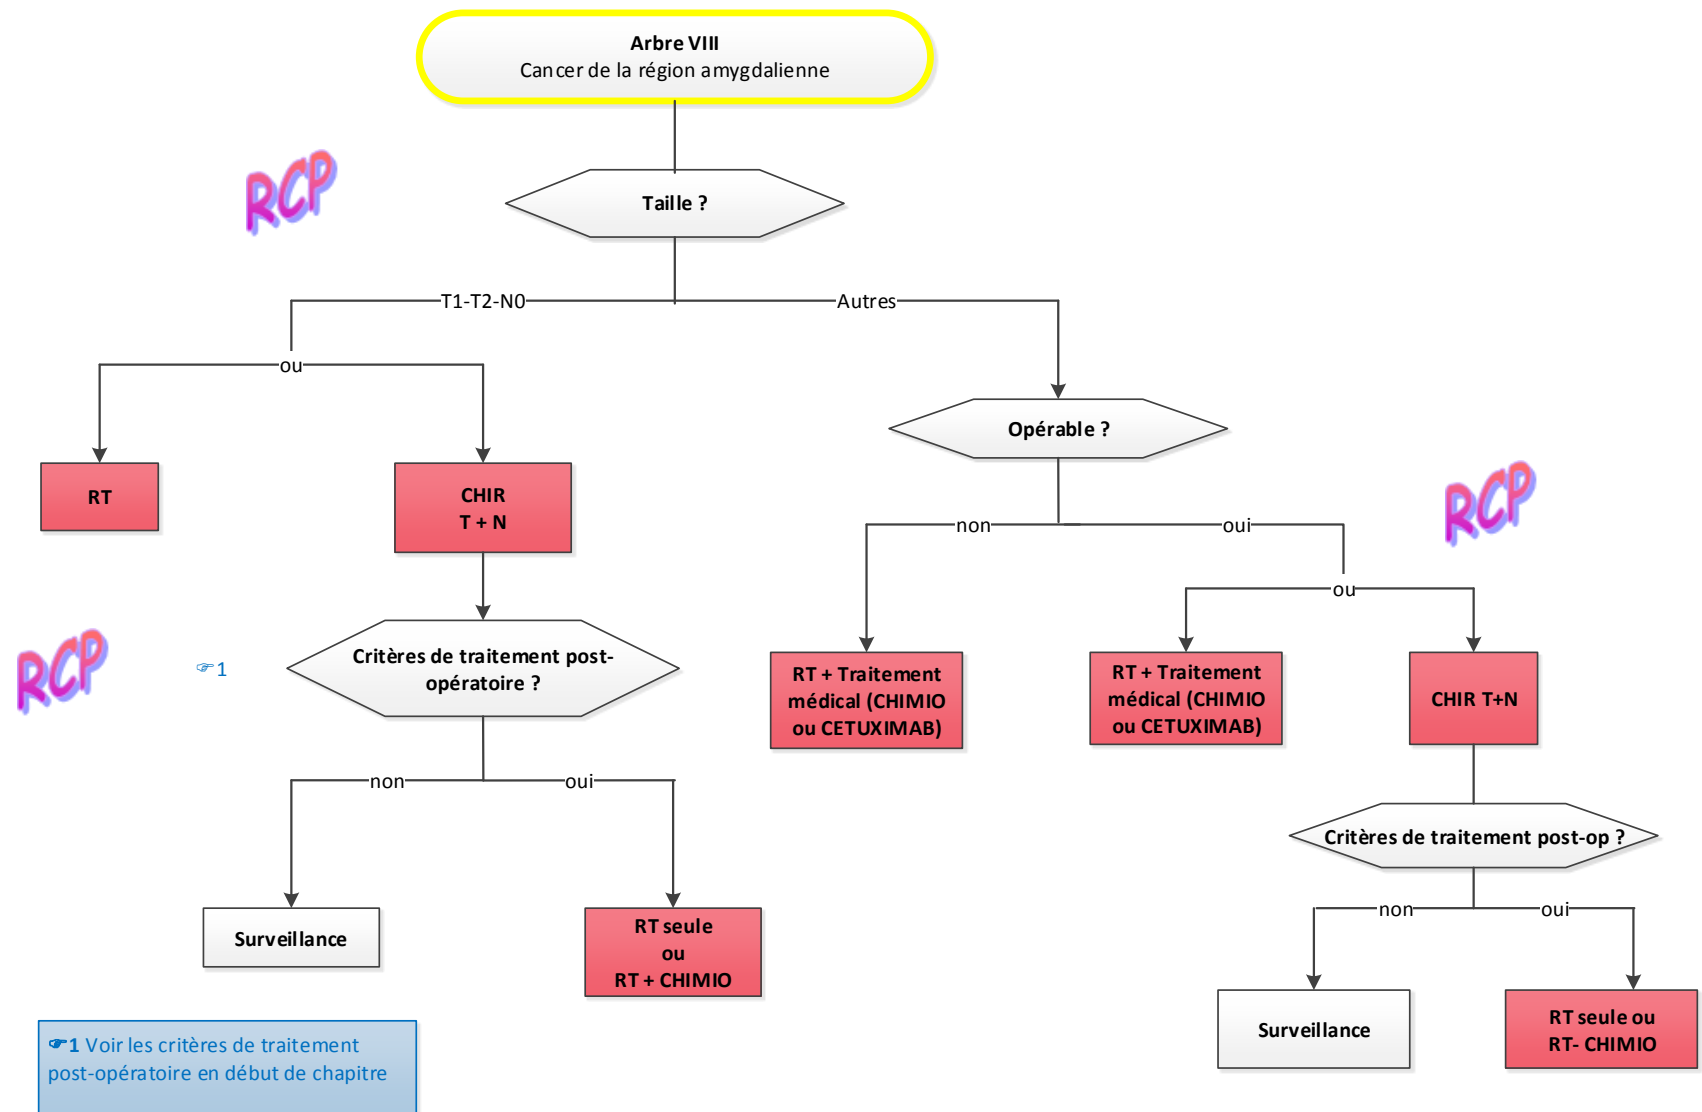 Arbre VIII
Cancer de la région amygdalienne
RCP
Taille ?
T1-T2-N0
Autres
ou
Opérable ?
RT
CHIR
T + N
RCP
non
oui
ou
RCP
☞1
Critères de traitement post-
opératoire ?
RT + Traitement
médical (CHIMIO
ou CETUXIMAB)
RT + Traitement
médical (CHIMIO
ou CETUXIMAB)
CHIR T+N
non
oui
Critères de traitement post-op ?
Surveillance
RT seule
ou
RT + CHIMIO
non
oui
Surveillance
RT seule ou
RT- CHIMIO
☞1 Voir les critères de traitement
post-opératoire en début de chapitre